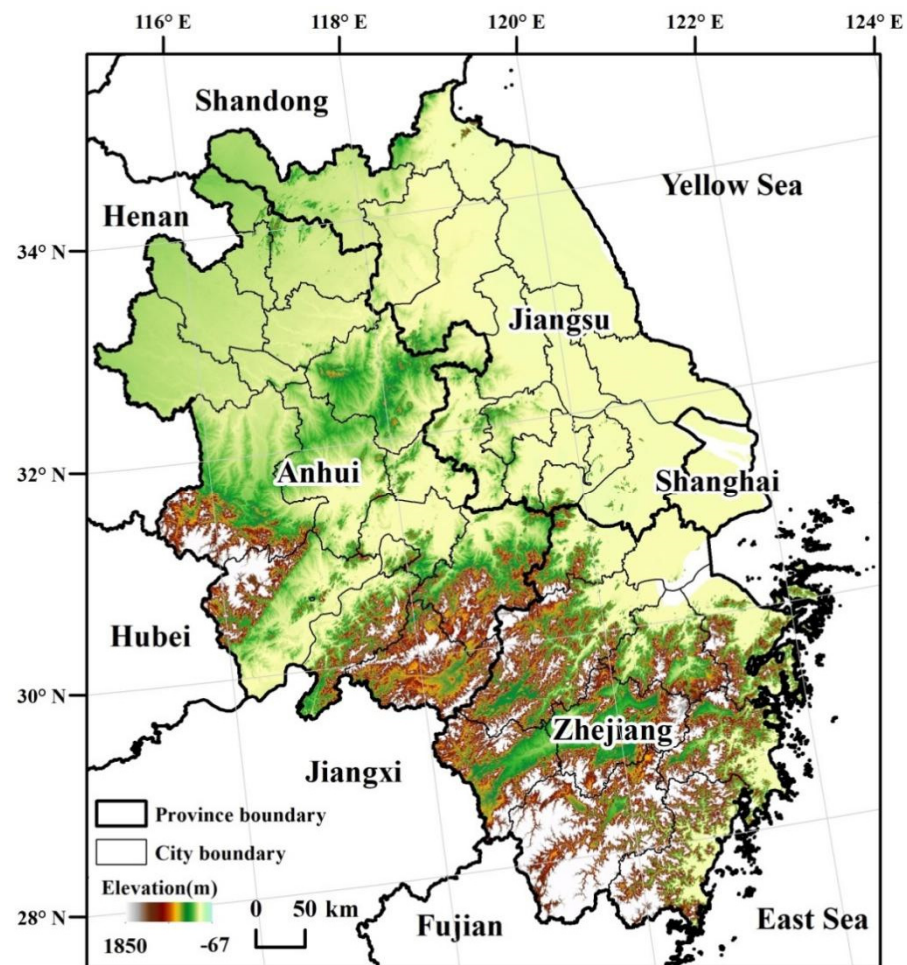 116° E 118° E 120° E 122° E 124° E
Shandong
Yellow Sea
Henan
34° N
Jiangsu
32° N
Anhui
Shanghai
Hubei
30° N
Zhejiang
Jiangxi
Province boundary
City boundary
Elevation(m)
0 50 km
1850 -67
28° N
Fujian
East Sea